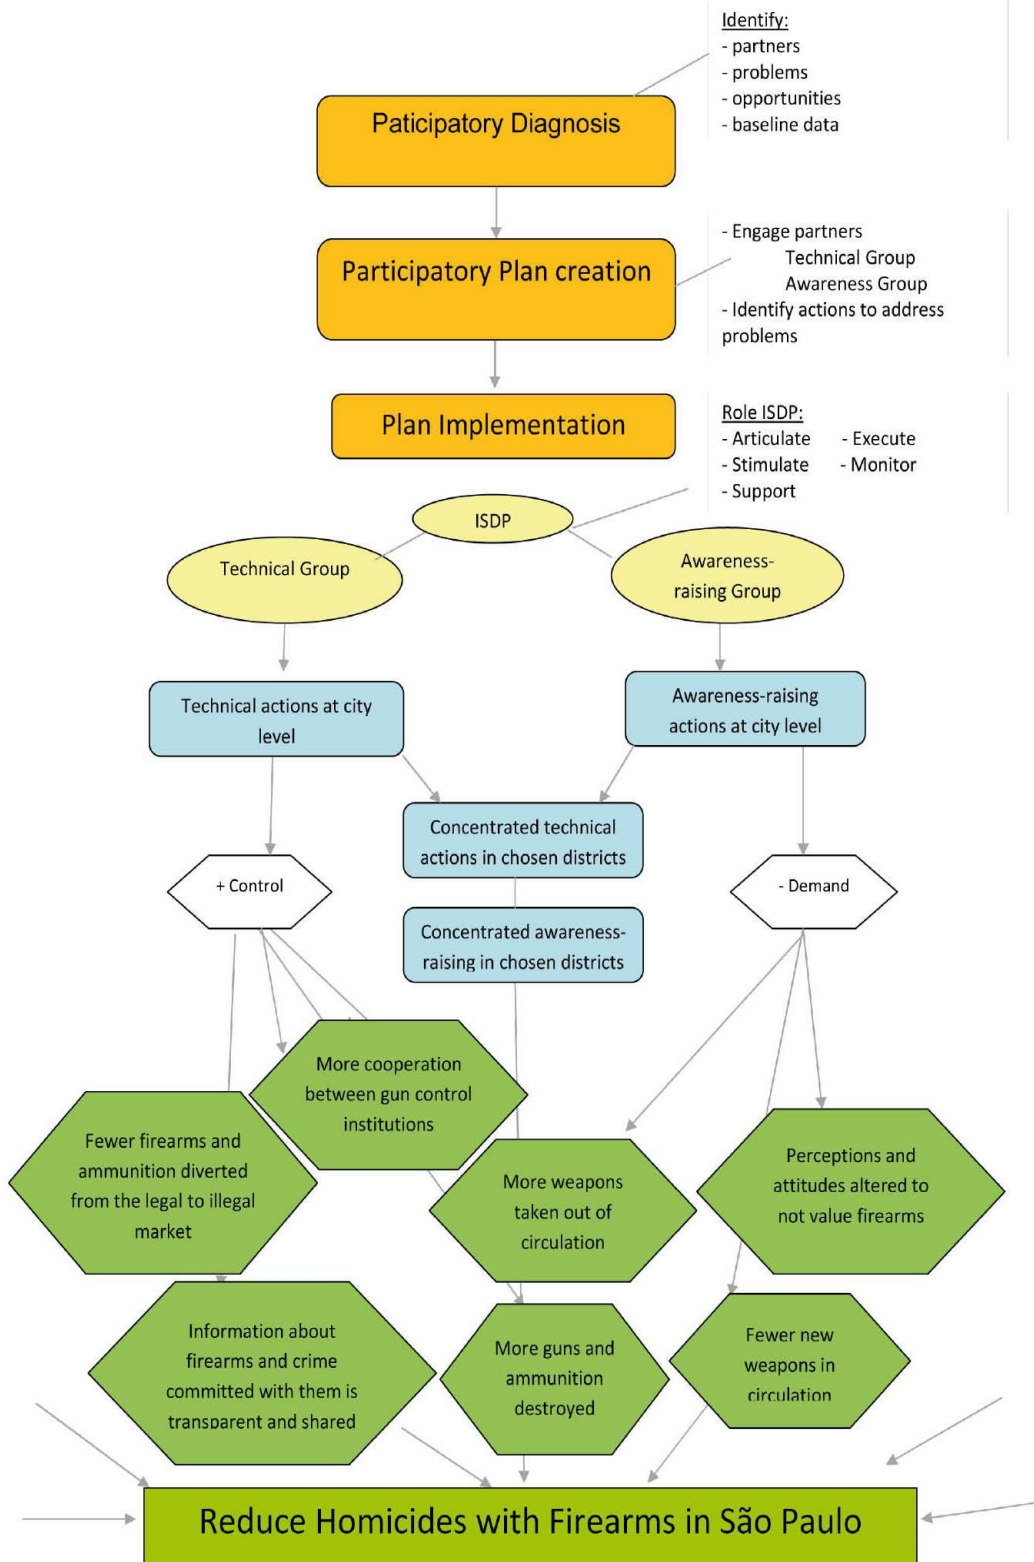 Identify:
- partners
- problems
- opportunities
- baseline data
Paticipatory Diagnosis
- Engage partners
Technical Group
Awareness Group
- Identify actions to address
problems
Participatory Plan creation
Plan Implementation
Role ISDP:
- Articulate - Execute
- Stimulate - Monitor
- Support
ISDP
Technical Group
Awareness-
raising Group
Technical actions at city
level
Awareness-raising
actions at city level
Concentrated technical
actions in chosen districts
+ Control
- Demand
Concentrated awareness-
raising in chosen districts
More cooperation
between gun control
institutions
Fewer firearms and
ammunition diverted
from the legal to illegal
market
More weapons
taken out of
circulation
Perceptions and
attitudes altered to
not value firearms
Information about
firearms and crime
committed with them is
transparent and shared
More guns and
ammunition
destroyed
Fewer new
weapons in
circulation
Reduce Homicides with Firearms in São Paulo